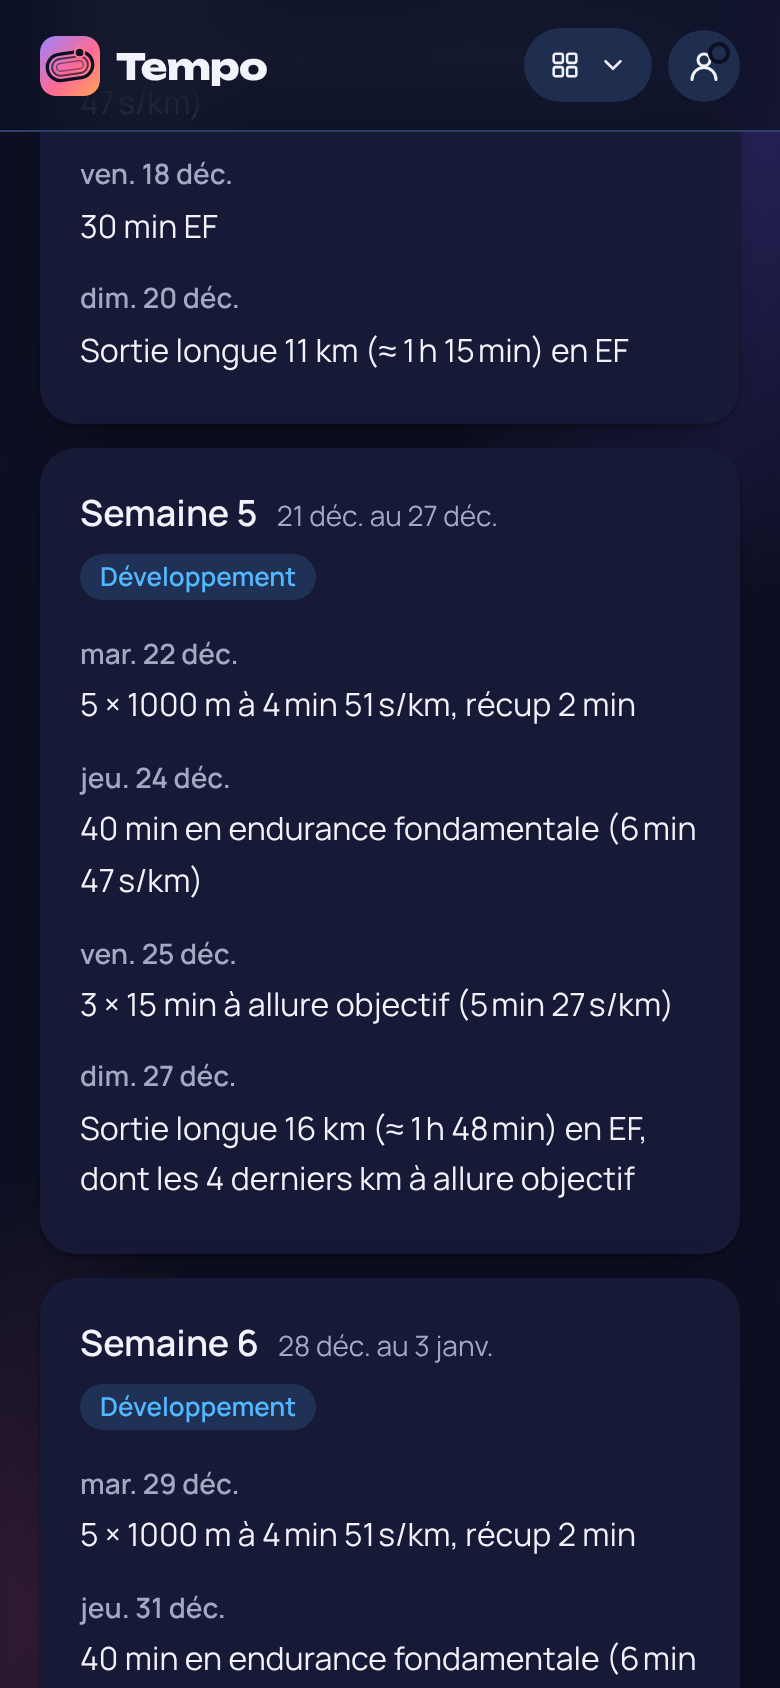 Tempo
47 s/km)
ven. 18 déc.
30 min EF
dim. 20 déc.
Sortie longue 11 km (≈ 1 h 15 min) en EF
Semaine 5 21 déc. au 27 déc.
Développement
mar. 22 déc.
5 × 1000 m à 4 min 51 s/km, récup 2 min
jeu. 24 déc.
40 min en endurance fondamentale (6 min
47 s/km)
ven. 25 déc.
3 × 15 min à allure objectif (5 min 27 s/km)
dim. 27 déc.
Sortie longue 16 km (≈ 1 h 48 min) en EF,
dont les 4 derniers km à allure objectif
Semaine 6 28 déc. au 3 janv.
Développement
mar. 29 déc.
5 × 1000 m à 4 min 51 s/km, récup 2 min
jeu. 31 déc.
40 min en endurance fondamentale (6 min